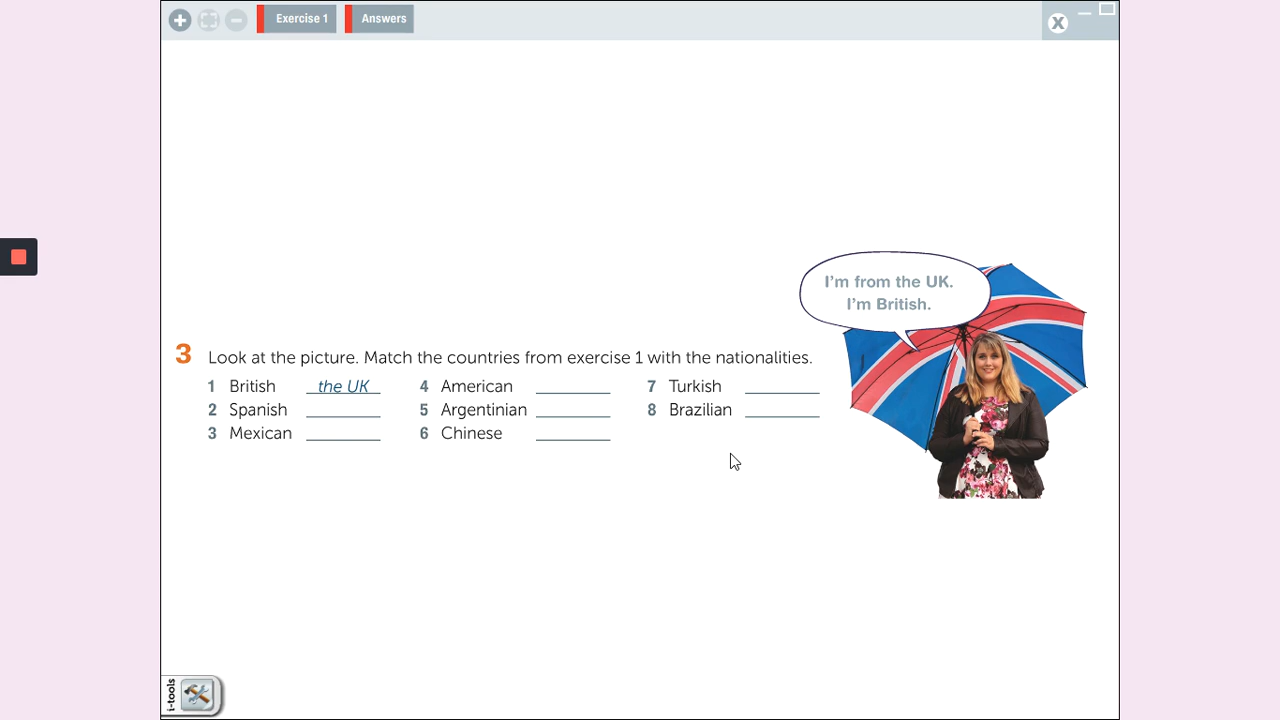 Exercise 1
Answers
X
I'm from the UK.
I'm British.
3 Look at the picture. Match the countries from exercise 1 with the nationalities.
1 British the UK 4 American 7 Turkish
2 Spanish 5 Argentinian 8 Brazilian
3 Mexican 6 Chinese
i-tools